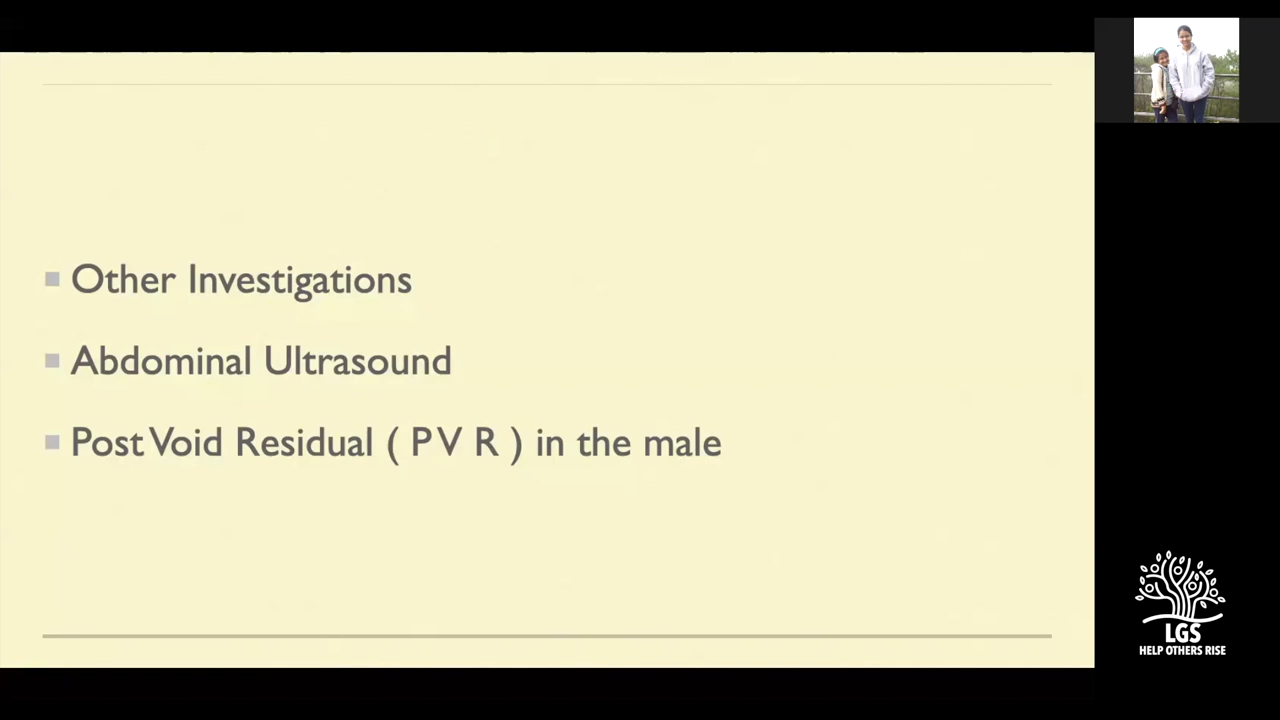 Other Investigations
Abdominal Ultrasound
Post Void Residual ( P V R ) in the male
LGS
HELP OTHERS RISE